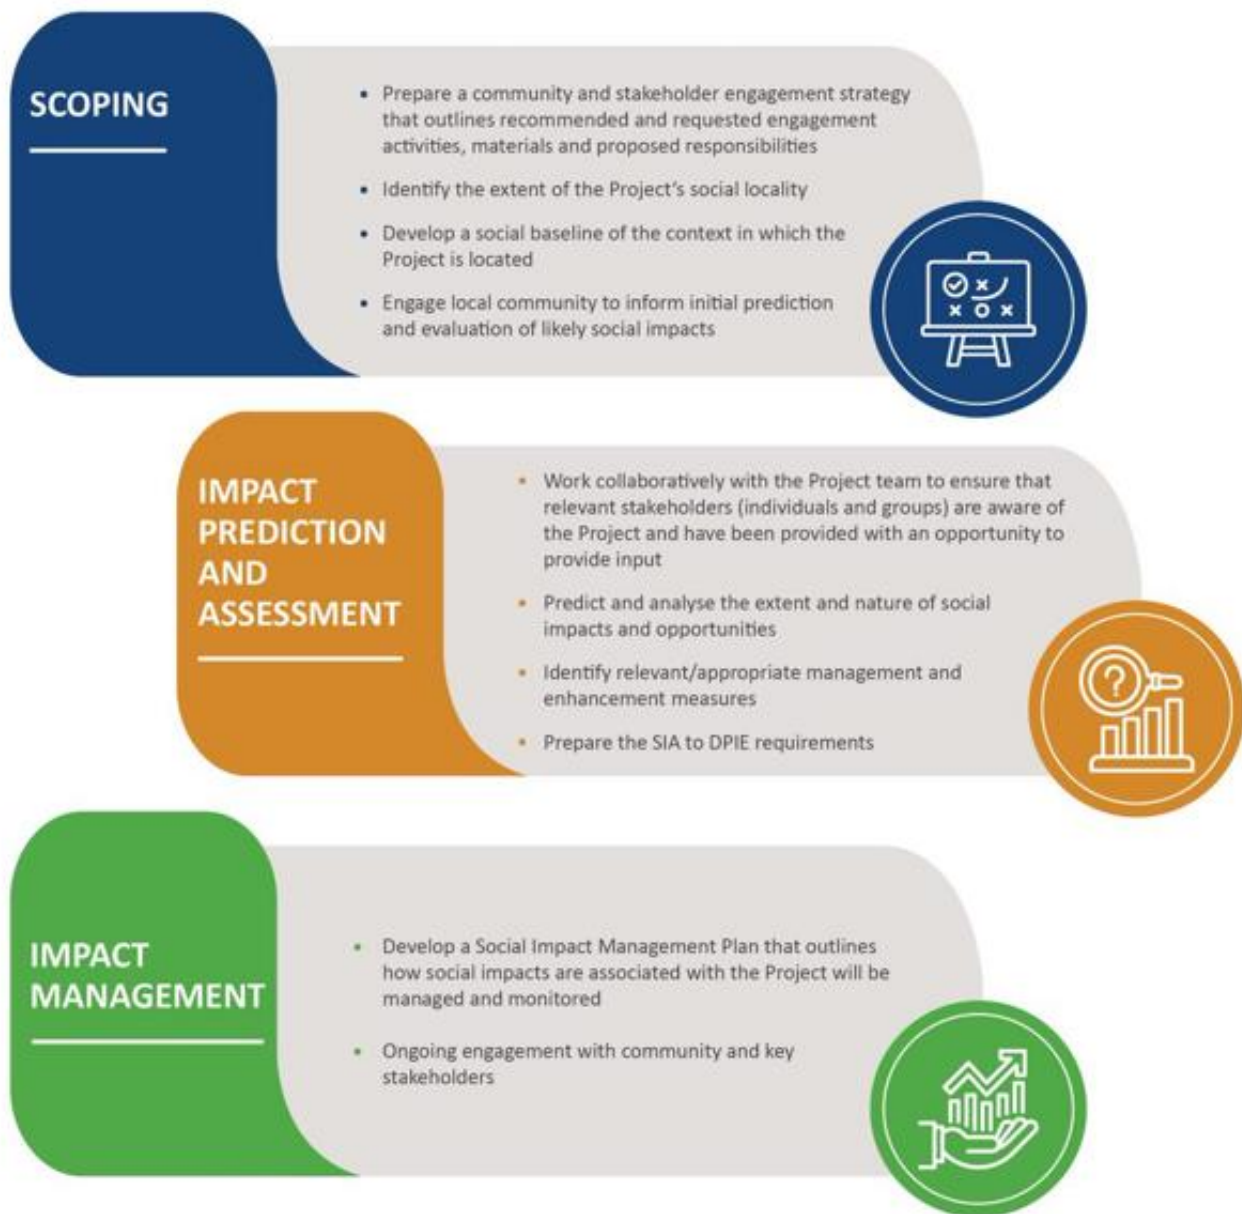 SCOPING
• Prepare a community and stakeholder engagement strategy
that outlines recommended and requested engagement
activities, materials and proposed responsibilities
• Identify the extent of the Project's social locality
• Develop a social baseline of the context in which the
Project is located
• Engage local community to inform initial prediction
and evaluation of likely social impacts
IMPACT
PREDICTION
AND
ASSESSMENT
• Work collaboratively with the Project team to ensure that
relevant stakeholders (individuals and groups) are aware of
the Project and have been provided with an opportunity to
provide input
• Predict and analyse the extent and nature of social
impacts and opportunities
• Identify relevant/appropriate management and
enhancement measures
• Prepare the SIA to DPIE requirements
IMPACT
MANAGEMENT
• Develop a Social Impact Management Plan that outlines
how social impacts are associated with the Project will be
managed and monitored
• Ongoing engagement with community and key
stakeholders